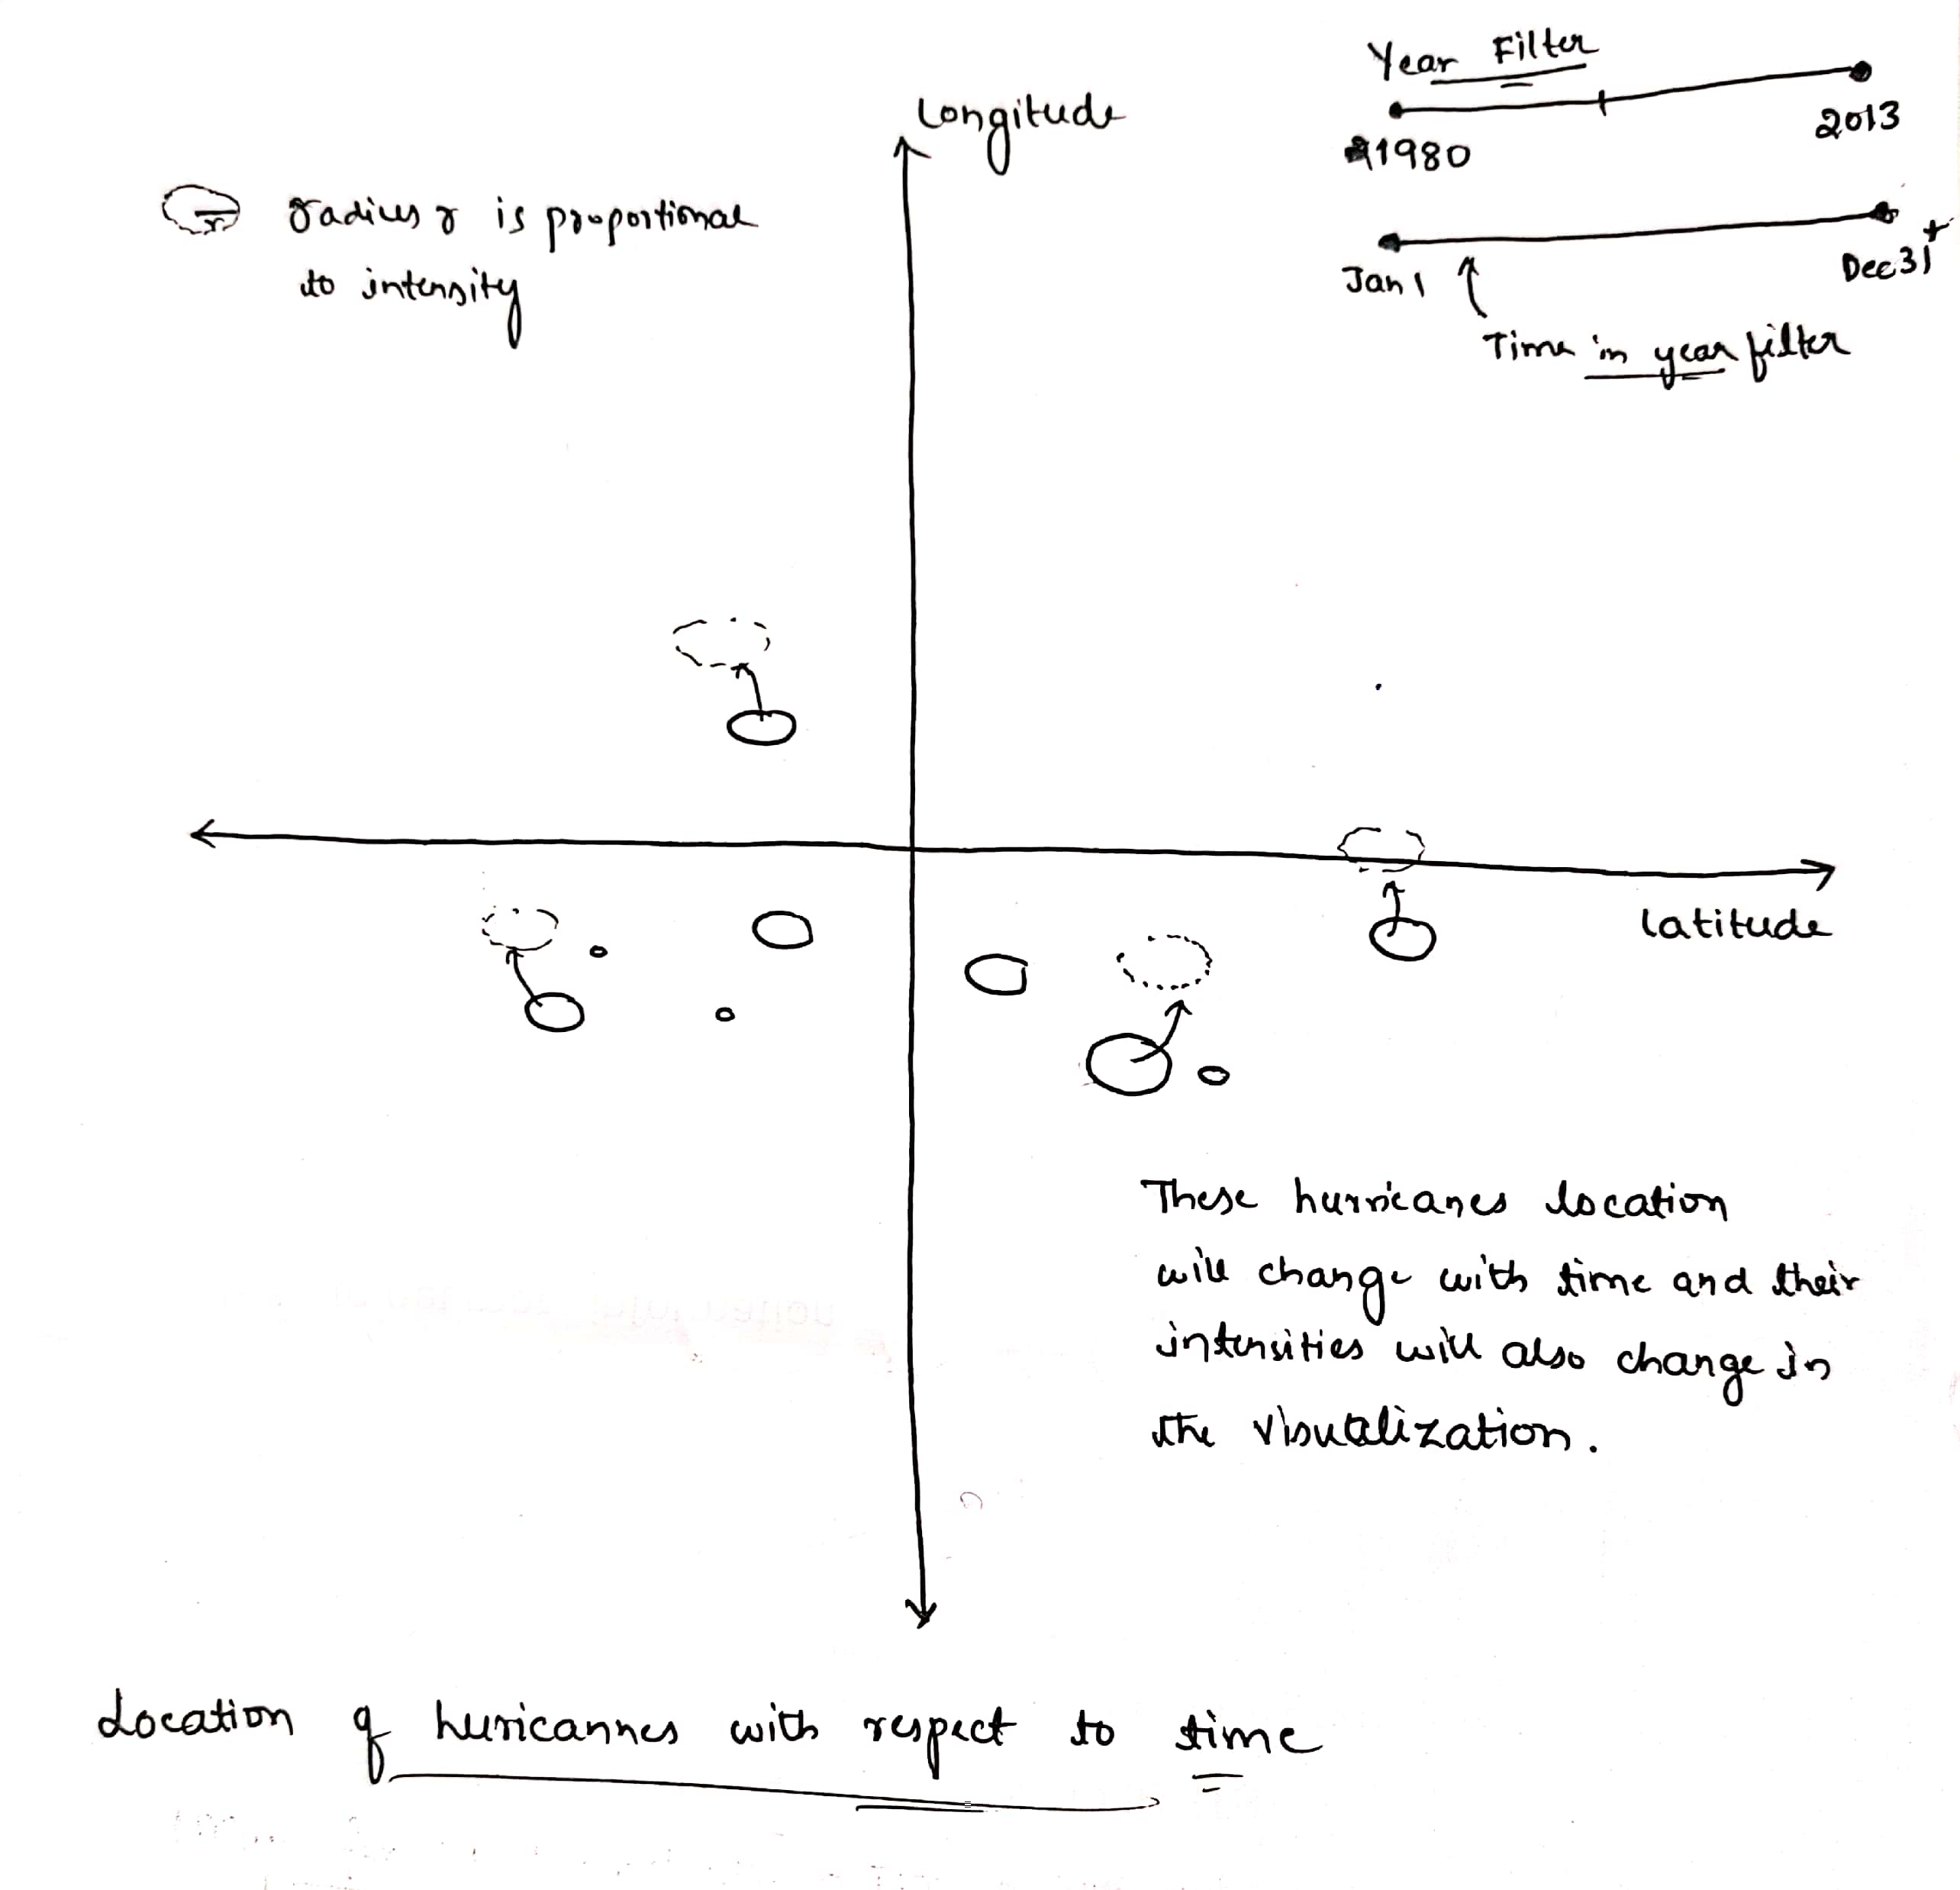 Year Filter
1980
2013
Longitude
r
radius r is proportional
to intensity
Jan 1
Dec 31
Time in year filter
Latitude
These hurricanes location
will change with time and their
intensities will also change in
the visualization.
Location of hurricannes with respect to time